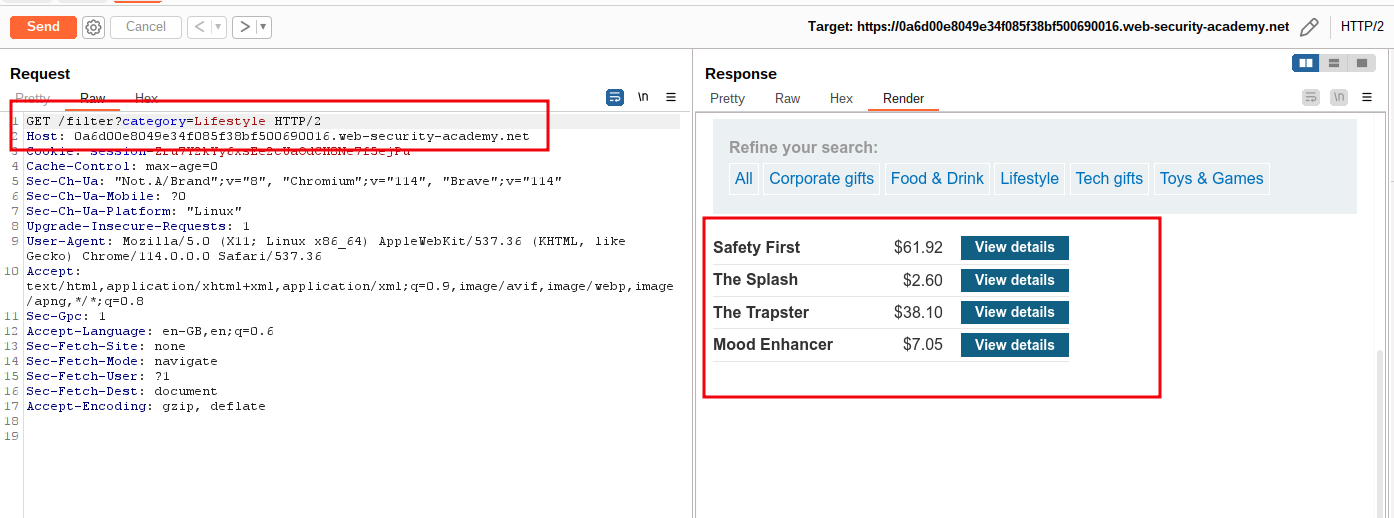 Send Cancel < >
Target: https://0a6d00e8049e34f085f38bf500690016.web-security-academy.net HTTP/2
Request
Pretty Raw Hex \n
1 GET /filter?category=Lifestyle HTTP/2
2 Host: 0a6d00e8049e34f085f38bf500690016.web-security-academy.net
4 Cache-Control: max-age=0
5 Sec-Ch-Ua: "Not.A/Brand";v="8", "Chromium";v="114", "Brave";v="114"
6 Sec-Ch-Ua-Mobile: ?0
7 Sec-Ch-Ua-Platform: "Linux"
8 Upgrade-Insecure-Requests: 1
9 User-Agent: Mozilla/5.0 (X11; Linux x86_64) AppleWebKit/537.36 (KHTML, like
Gecko) Chrome/114.0.0.0 Safari/537.36
10 Accept:
text/html,application/xhtml+xml,application/xml;q=0.9,image/avif,image/webp,image
/apng,*/*;q=0.8
11 Sec-Gpc: 1
12 Accept-Language: en-GB,en;q=0.6
13 Sec-Fetch-Site: none
14 Sec-Fetch-Mode: navigate
15 Sec-Fetch-User: ?1
16 Sec-Fetch-Dest: document
17 Accept-Encoding: gzip, deflate
18
19
Response
Pretty Raw Hex Render \n
Refine your search:
All Corporate gifts Food & Drink Lifestyle Tech gifts Toys & Games
Safety First $61.92 View details
The Splash $2.60 View details
The Trapster $38.10 View details
Mood Enhancer $7.05 View details